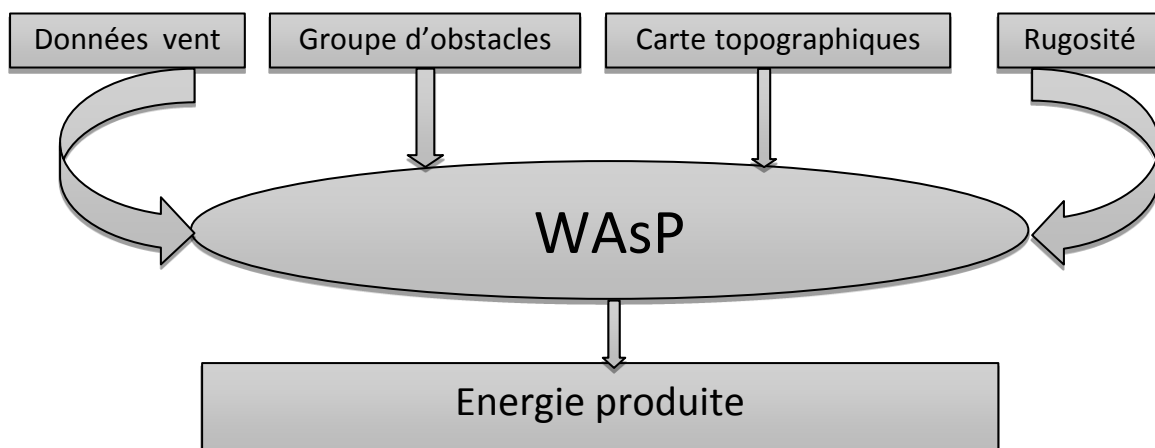 Données vent
Groupe d’obstacles
Carte topographiques
Rugosité
WAsP
Energie produite